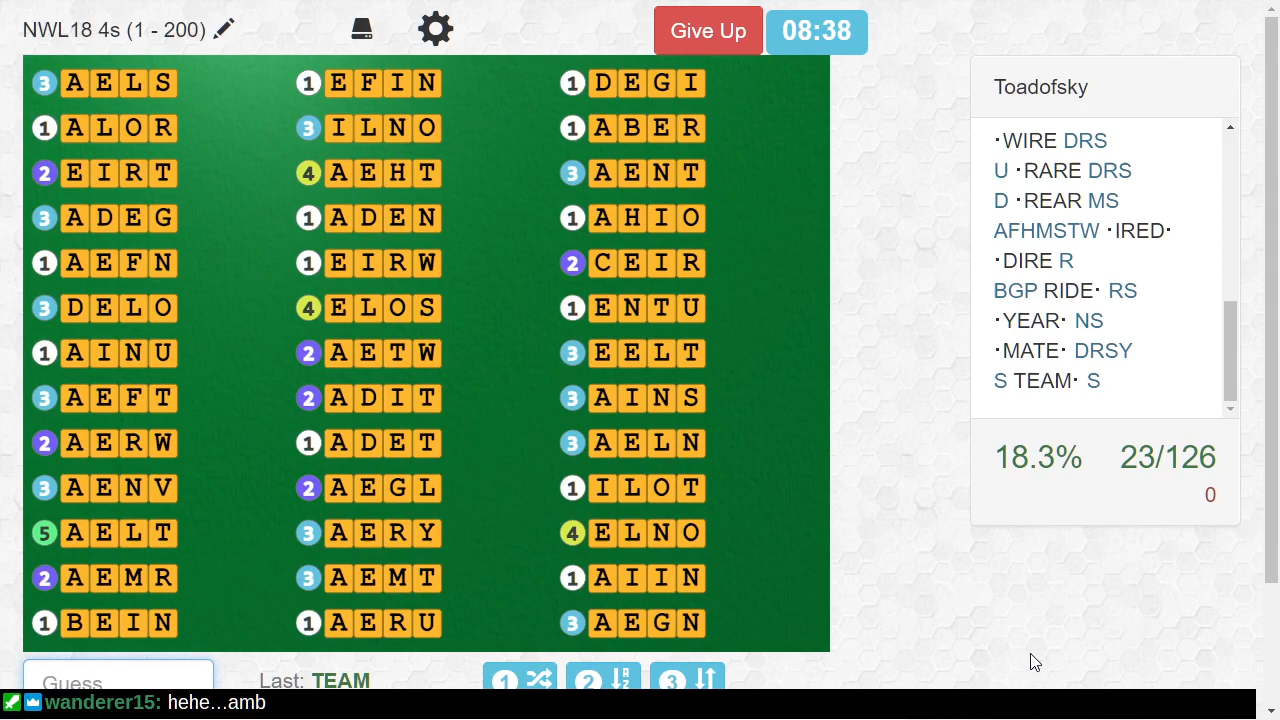 NWL18 4s (1 - 200)
Give Up
08:38
3 AELS 1 EFIN 1 DEGI
1 ALOR 3 ILNO 1 ABER
2 EIRT 4 AEHT 3 AENT
3 ADEG 1 ADEN 1 AHIO
1 AEFN 1 EIRW 2 CEIR
3 DELO 4 ELOS 1 ENTU
1 AINU 2 AETW 3 EELT
3 AEFT 2 ADIT 3 AINS
2 AERW 1 ADET 3 AELN
3 AENV 2 AEGL 1 ILOT
5 AELT 3 AERY 4 ELNO
2 AEMR 3 AEMT 1 AIIN
1 BEIN 1 AERU 3 AEGN
Guess
Last: TEAM
1 2 3
Toadofsky
·WIRE DRS
U ·RARE DRS
D ·REAR MS
AFHMSTW ·IRED·
·DIRE R
BGP RIDE· RS
·YEAR· NS
·MATE· DRSY
S TEAM· S
18.3% 23/126
0
wanderer15: hehe...amb